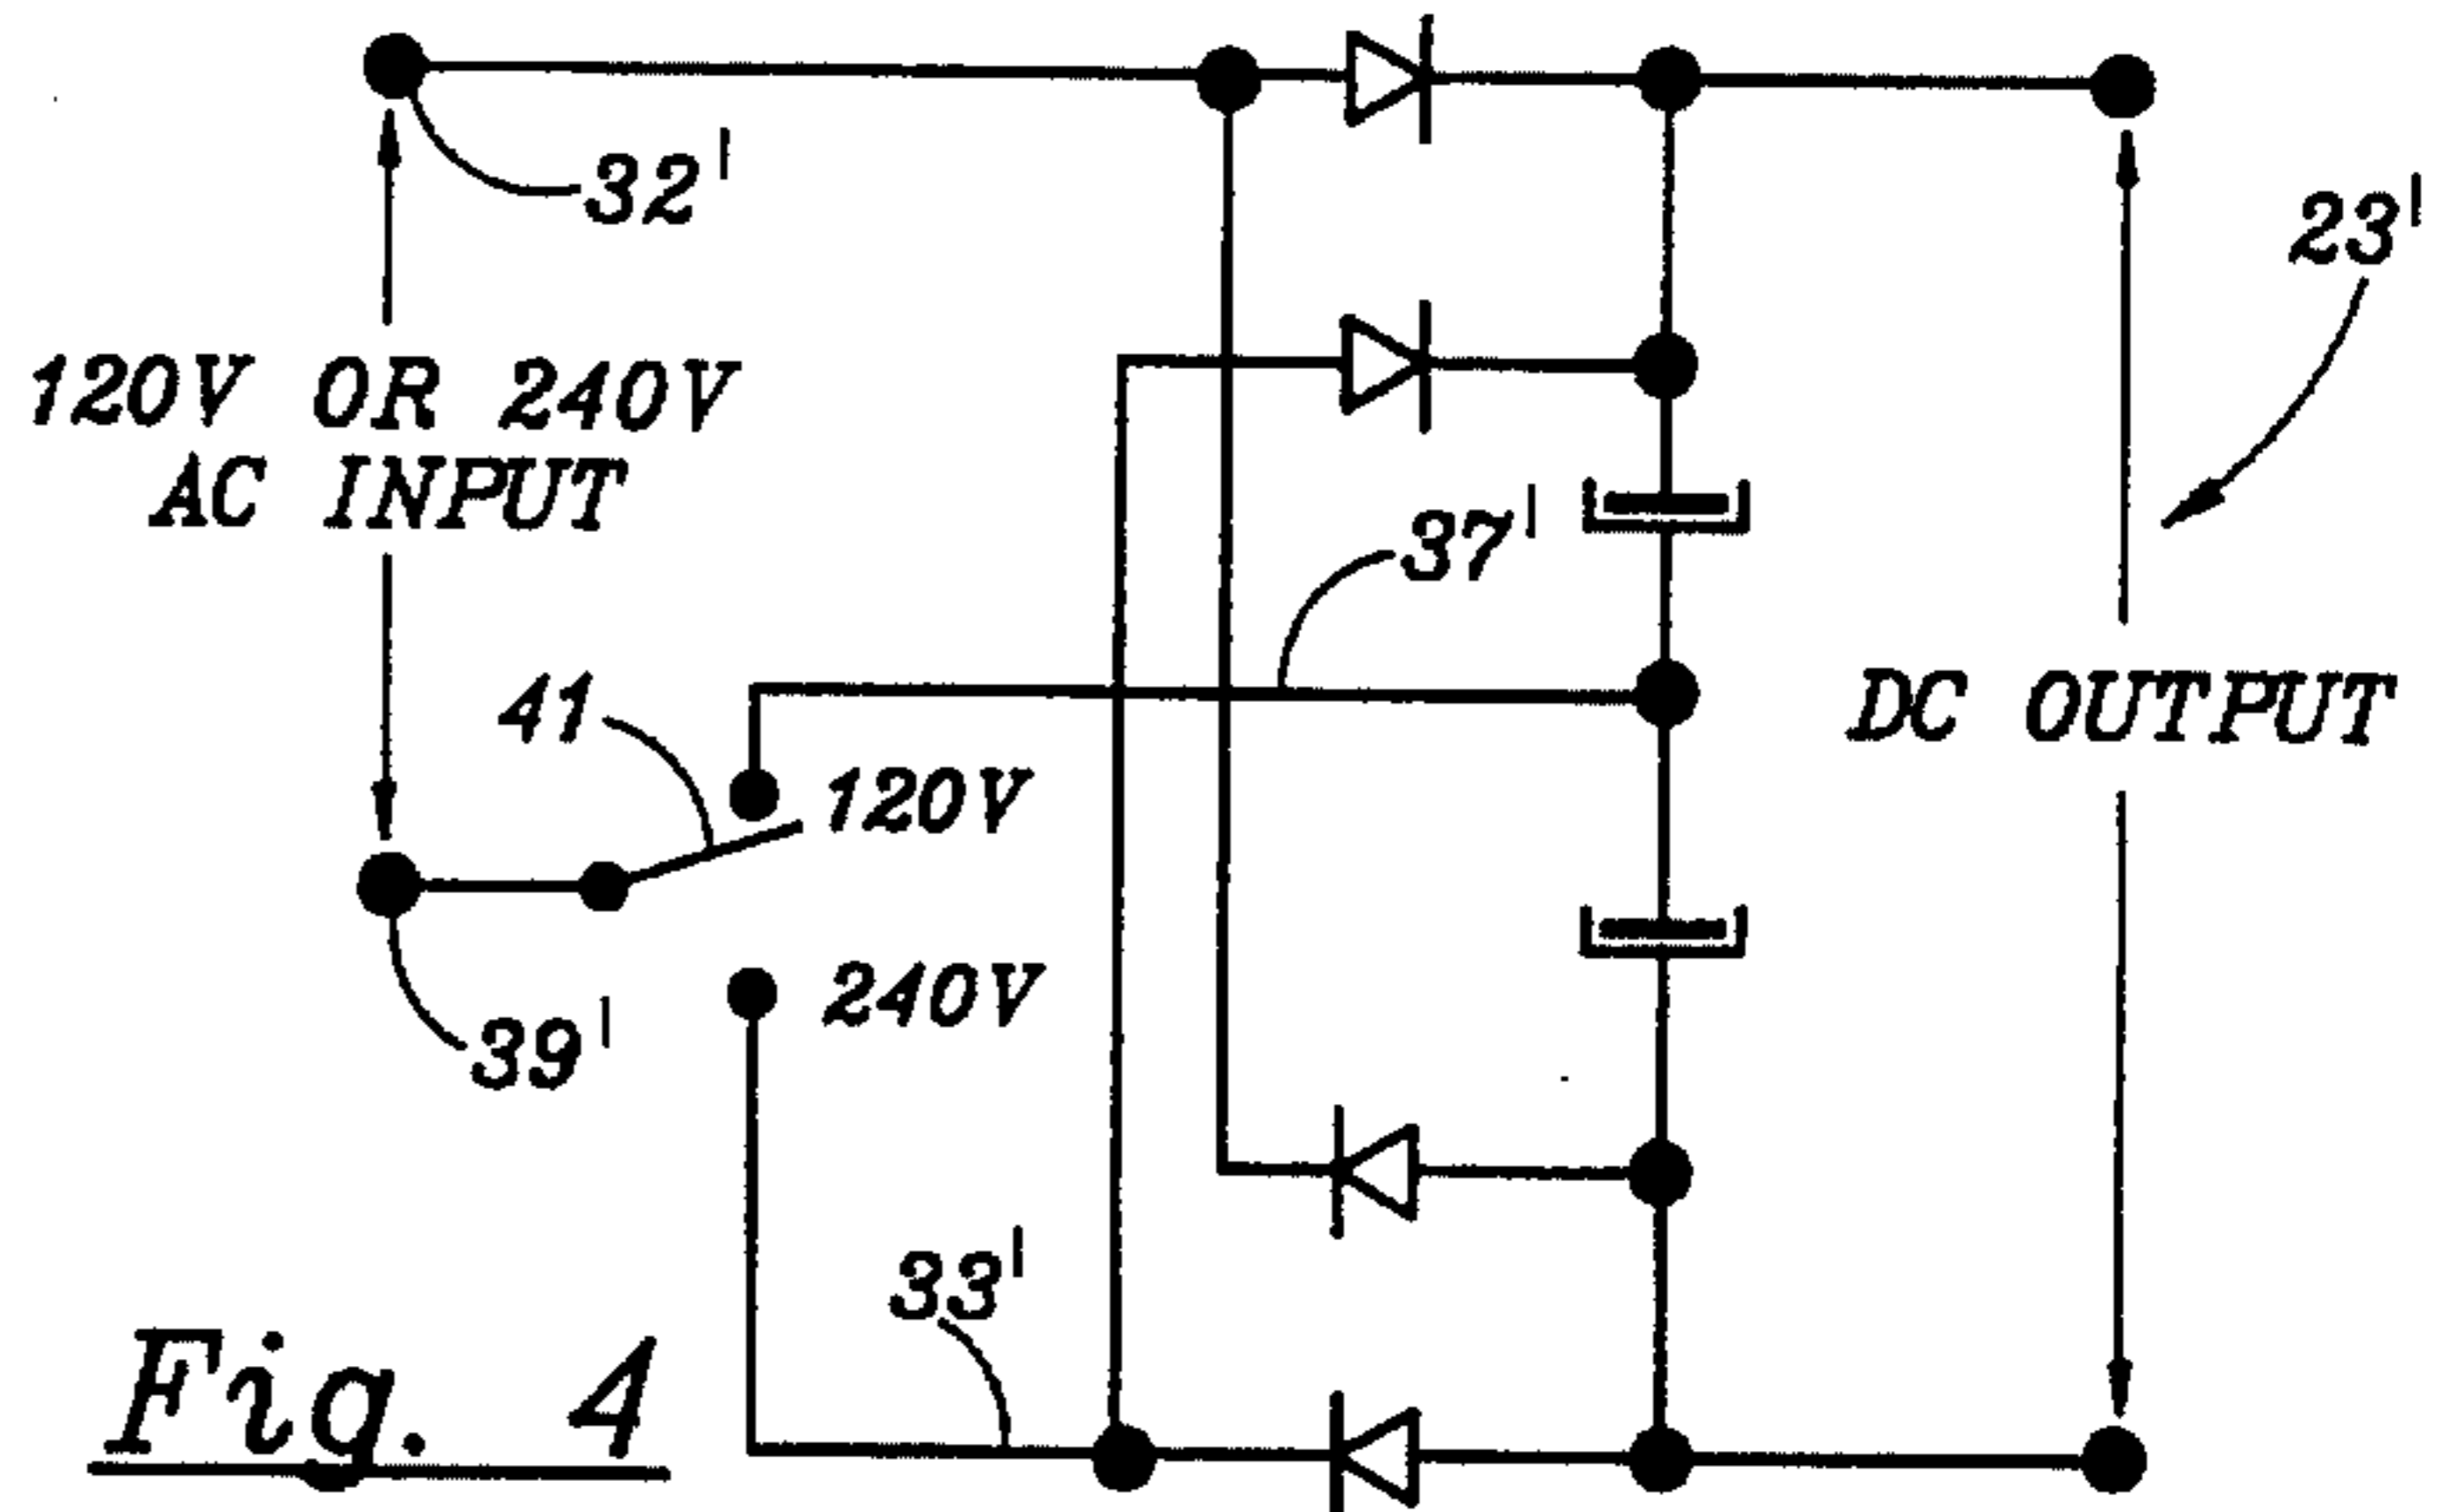 32'
23'
120V OR 240V
AC INPUT
37'
41
DC OUTPUT
120V
240V
39'
33'
Fig. 4